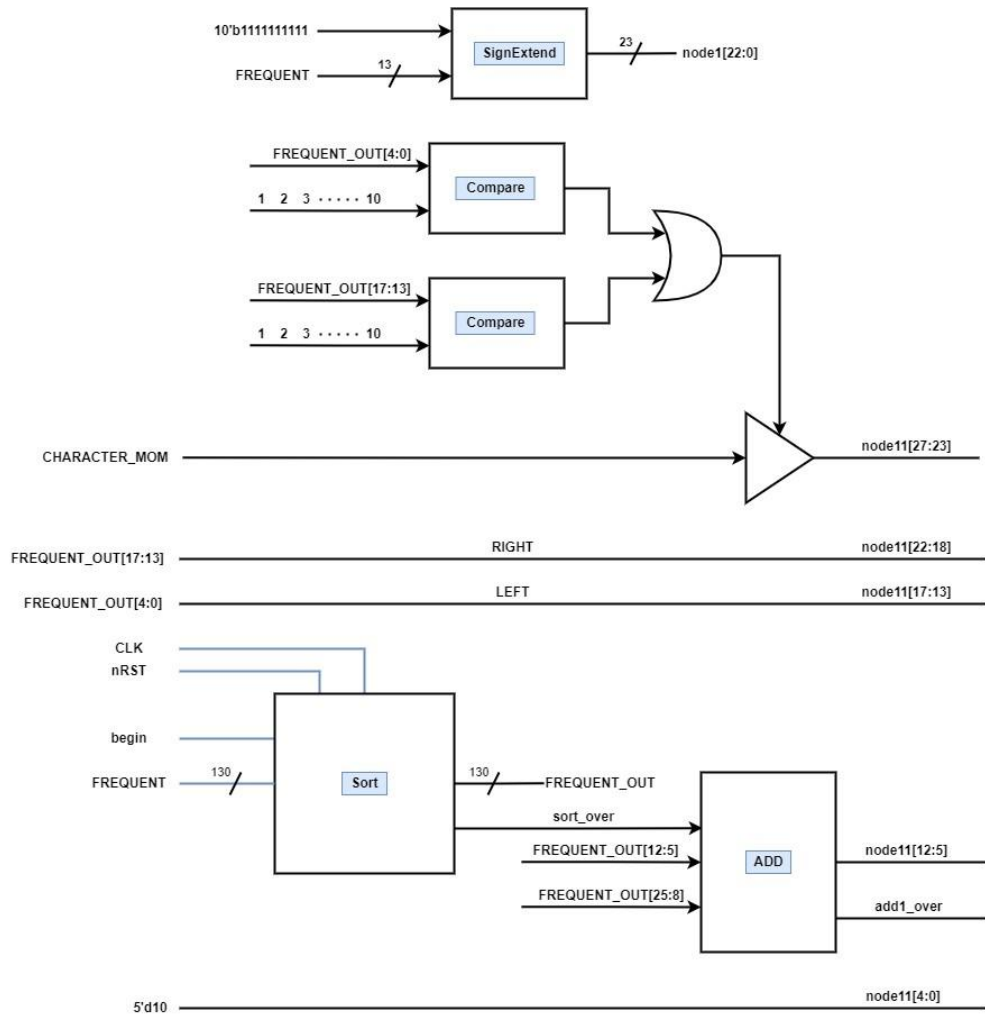 10'b1111111111
23
SignExtend
node1[22:0]
13
FREQUENT
FREQUENT_OUT[4:0]
Compare
1 2 3 ····· 10
FREQUENT_OUT[17:13]
Compare
1 2 3 ····· 10
CHARACTER_MOM
node11[27:23]
FREQUENT_OUT[17:13]
RIGHT
node11[22:18]
FREQUENT_OUT[4:0]
LEFT
node11[17:13]
CLK
nRST
begin
FREQUENT
130
Sort
130
FREQUENT_OUT
sort_over
FREQUENT_OUT[12:5]
ADD
node11[12:5]
FREQUENT_OUT[25:8]
add1_over
5'd10
node11[4:0]